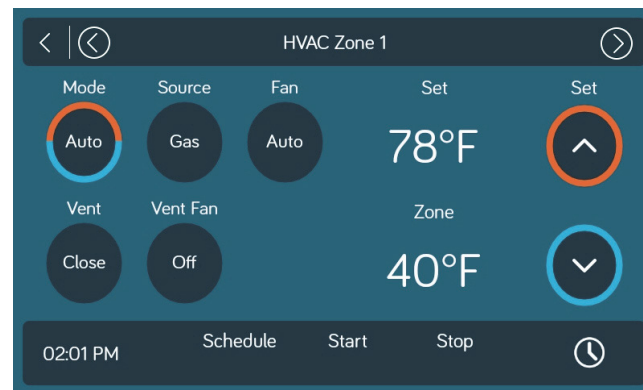 HVAC Zone 1
Mode Source Fan Set Set
Auto Gas Auto 78°F
Vent Vent Fan Zone
Close Off 40°F
02:01 PM Schedule Start Stop